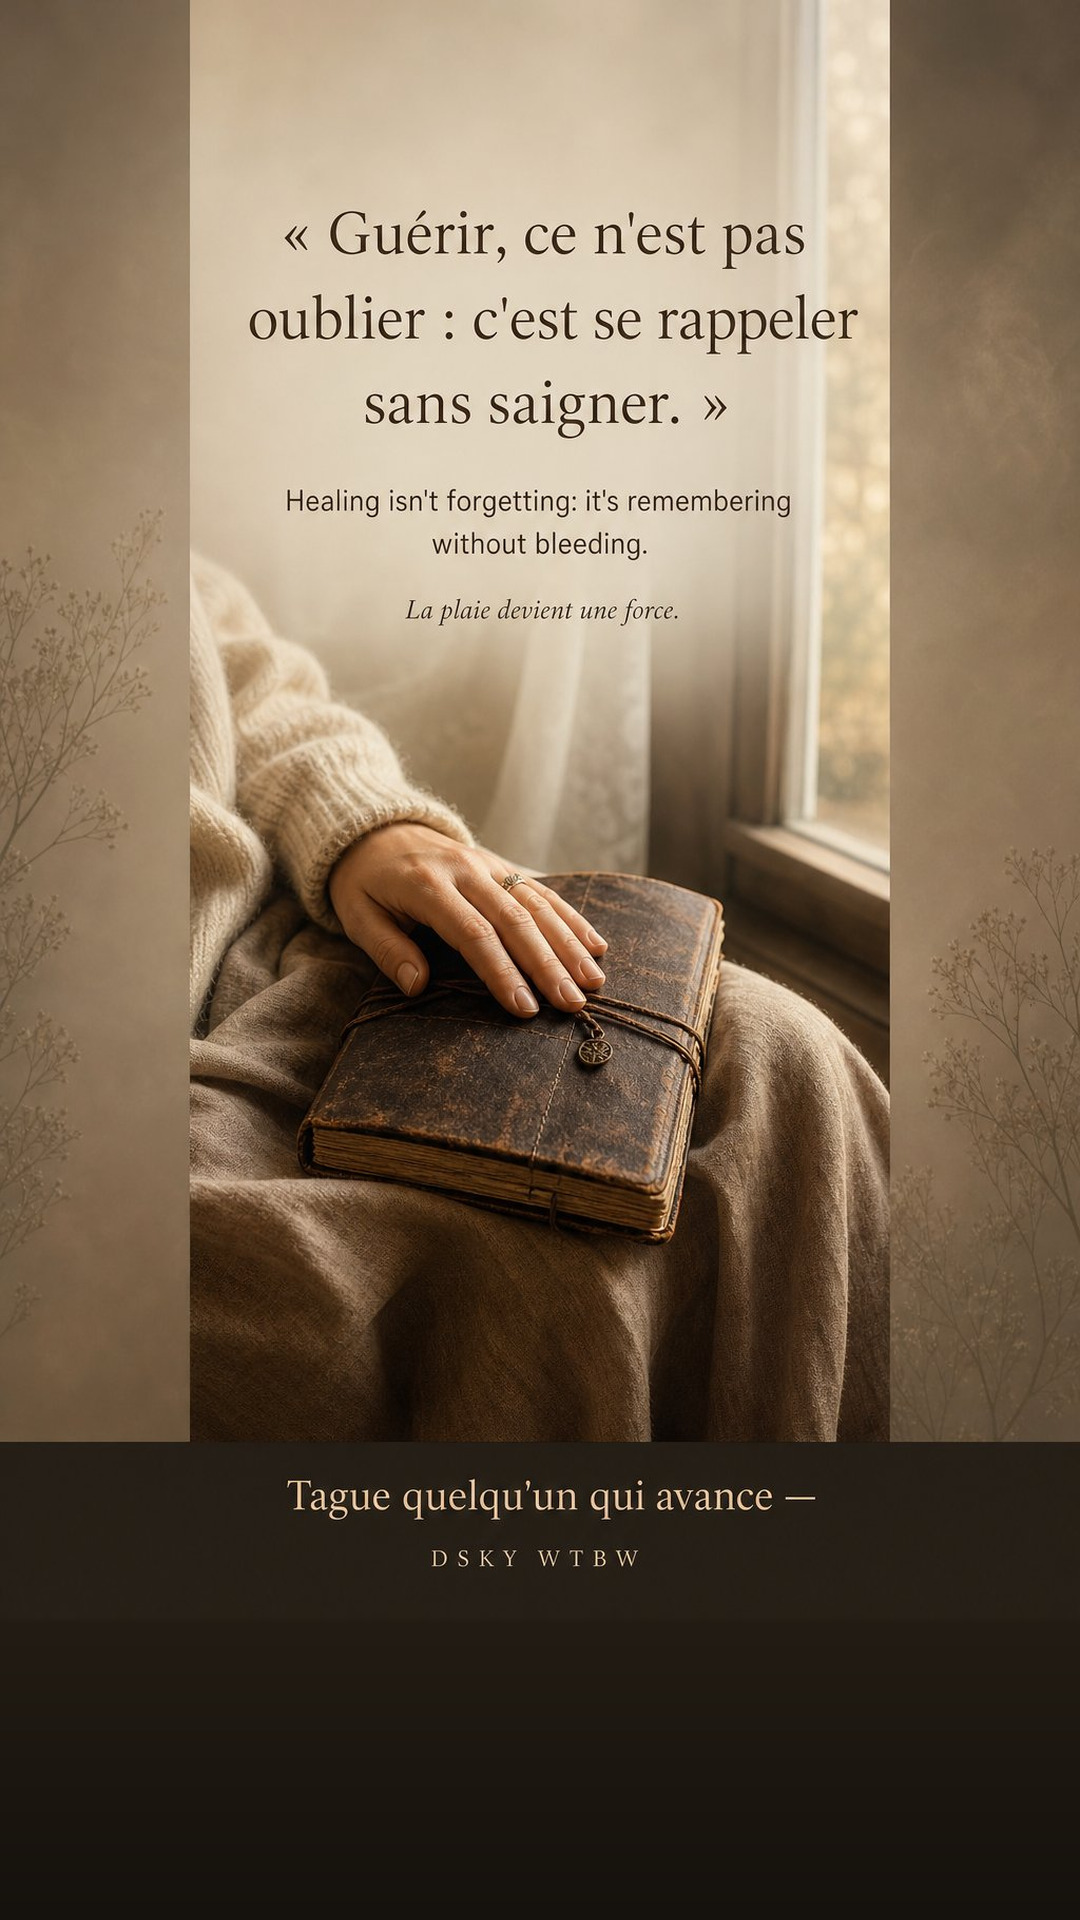 « Guérir, ce n'est pas
oublier : c'est se rappeler
sans saigner. »
Healing isn't forgetting: it's remembering
without bleeding.
La plaie devient une force.
Tague quelqu'un qui avance —
DSKY WTBW